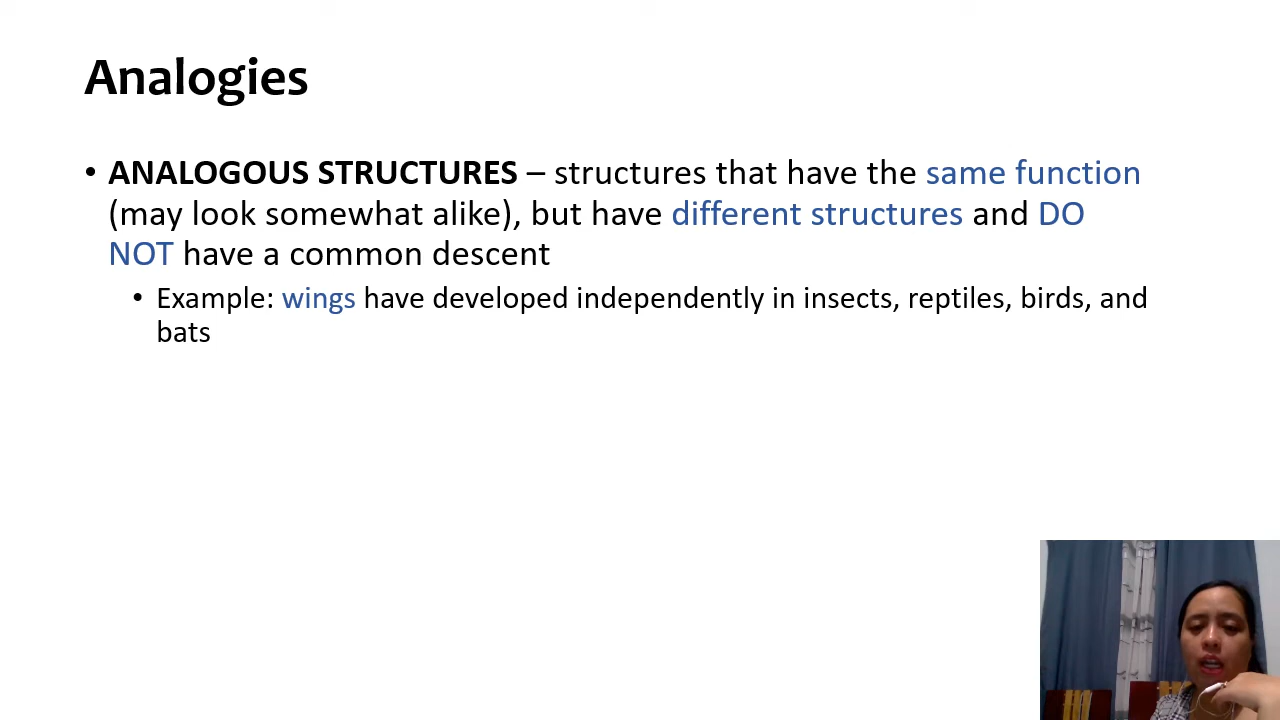 Analogies
• ANALOGOUS STRUCTURES – structures that have the same function
(may look somewhat alike), but have different structures and DO
NOT have a common descent
• Example: wings have developed independently in insects, reptiles, birds, and
bats